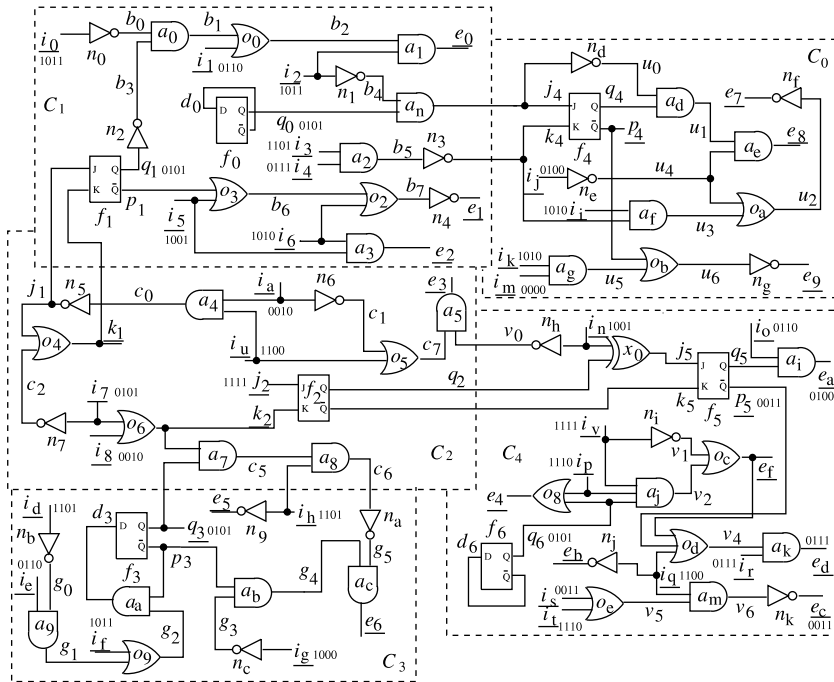 i0 1011 n0 b0 a0 b1 o0 b2 a1 e0
i1 0110
b3
C1
i2 1011 n1 b4 an
d0 D Q Q̄ f0 q0 0101
n2
q1 0101
J Q K Q̄ f1 p1
1101 i3
0111 i4
a2 b5 n3
i5 1001
o3 b6 o2 b7 n4 e1
1010 i6
a3 e2
nd u0 C0
j4 J Q K Q̄ f4 q4 ad u1 nf e7
k4 p4 ae e8
ij 0100 ne u4
1010 ii af u3 oa u2
ik 1010
im 0000
ag u5 ob u6 ng e9
j1 n5 c0 a4 ia 0010 n6 e3
a5
o4 k1 c1 c7
iu 1100 o5
v0 nh in 1001 x0 j5
c2 1111 j2 J Q K Q̄ f2 q2
k2 k5 J Q K Q̄ f5 q5 p5 0011
io 0110 ai ea 0100
i7 0101
n7 o6
i8 0010
C2
a7 c5 a8 c6
1111 iv ni v1 oc ef
C4
1110 ip aj v2
e4 o8
id 1101
d3 D Q Q̄ f3 q3 0101 p3
e5 n9 ih 1101 na
nb 0110
ie g0 a9 aa g2
ab g4 g5 ac e6
g3
1011 if g1 o9 nc ig 1000 C3
d6 D Q Q̄ f6 q6 0101
eb nj iq 1100
od v4 ak 0111 ed
0111 ir
is 0011
it 1110
oe v5 am v6 nk ec 0011